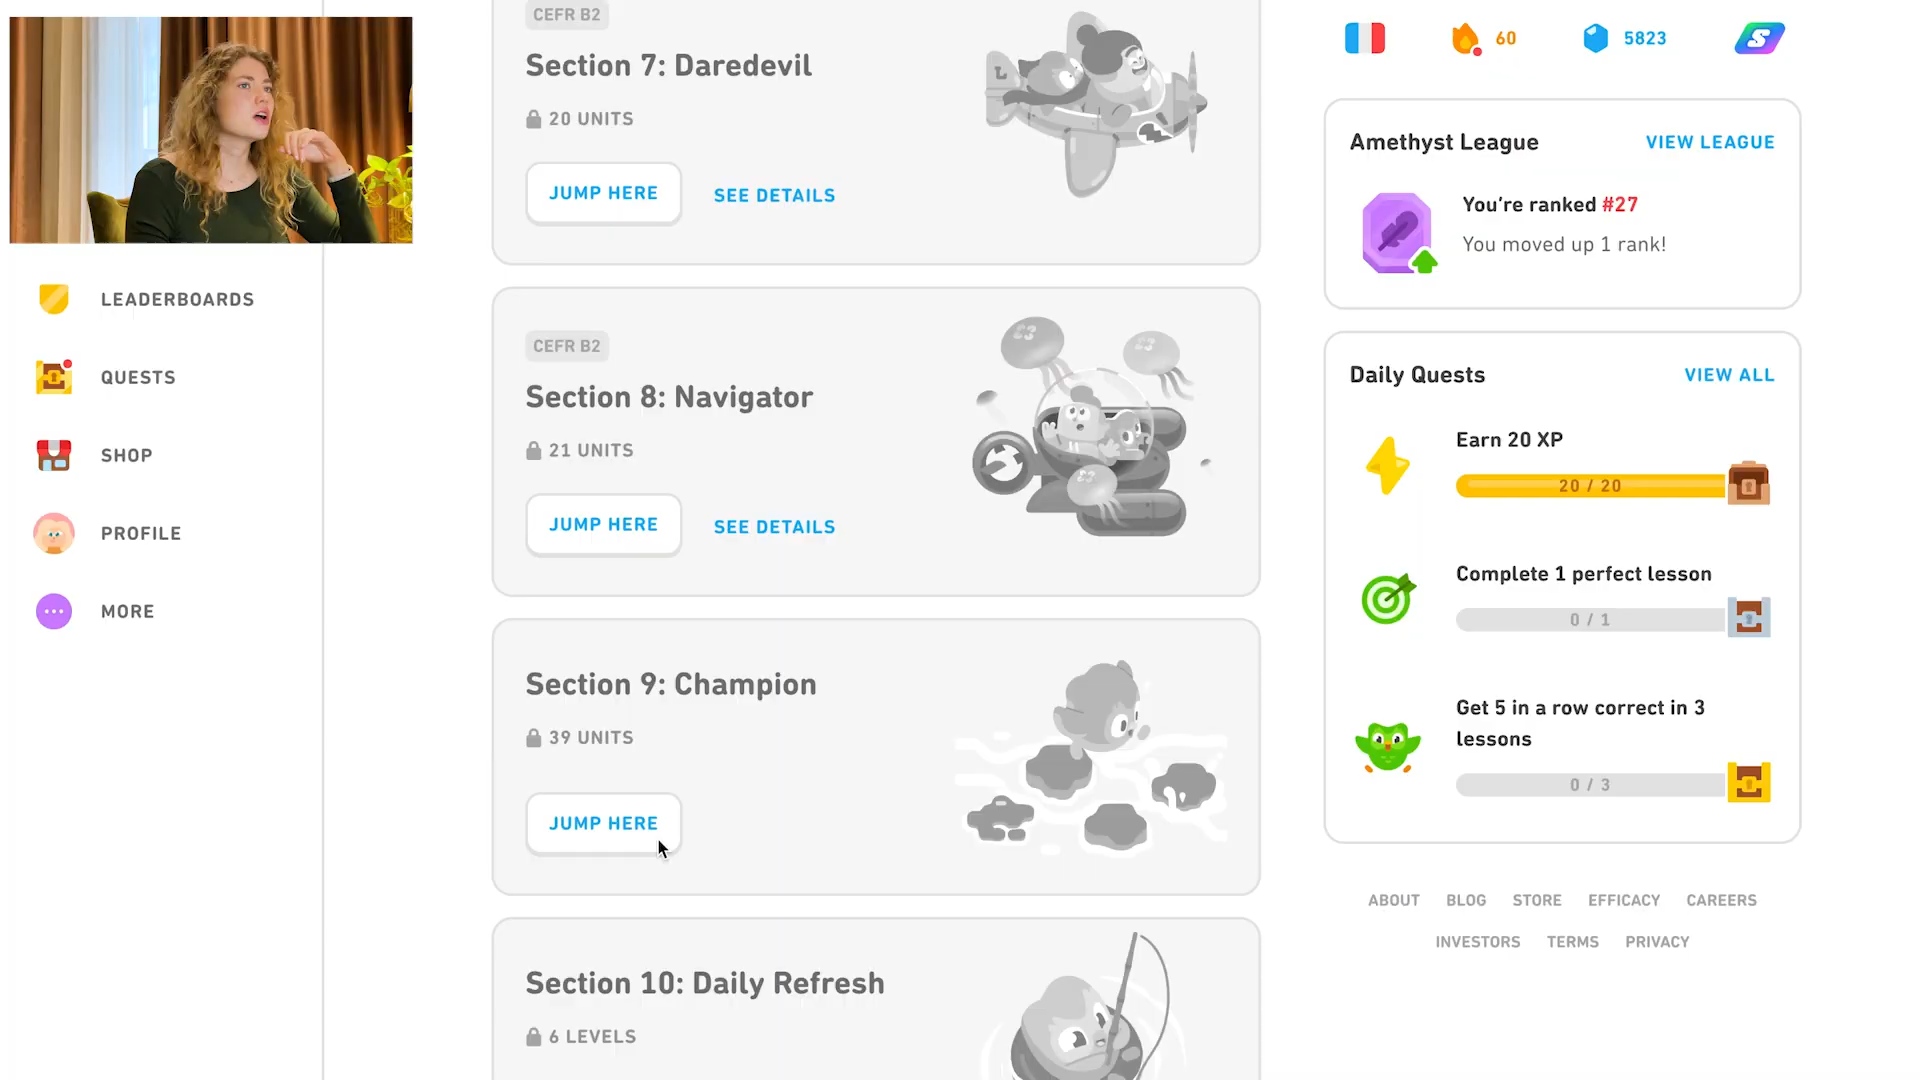 CEFR B2
Section 7: Daredevil
20 UNITS
JUMP HERE
SEE DETAILS
CEFR B2
Section 8: Navigator
21 UNITS
JUMP HERE
SEE DETAILS
Section 9: Champion
39 UNITS
JUMP HERE
Section 10: Daily Refresh
6 LEVELS
LEADERBOARDS
QUESTS
SHOP
PROFILE
MORE
60
5823
S
Amethyst League
VIEW LEAGUE
You’re ranked #27
You moved up 1 rank!
Daily Quests
VIEW ALL
Earn 20 XP
20 / 20
Complete 1 perfect lesson
0 / 1
Get 5 in a row correct in 3
lessons
0 / 3
ABOUT
BLOG
STORE
EFFICACY
CAREERS
INVESTORS
TERMS
PRIVACY